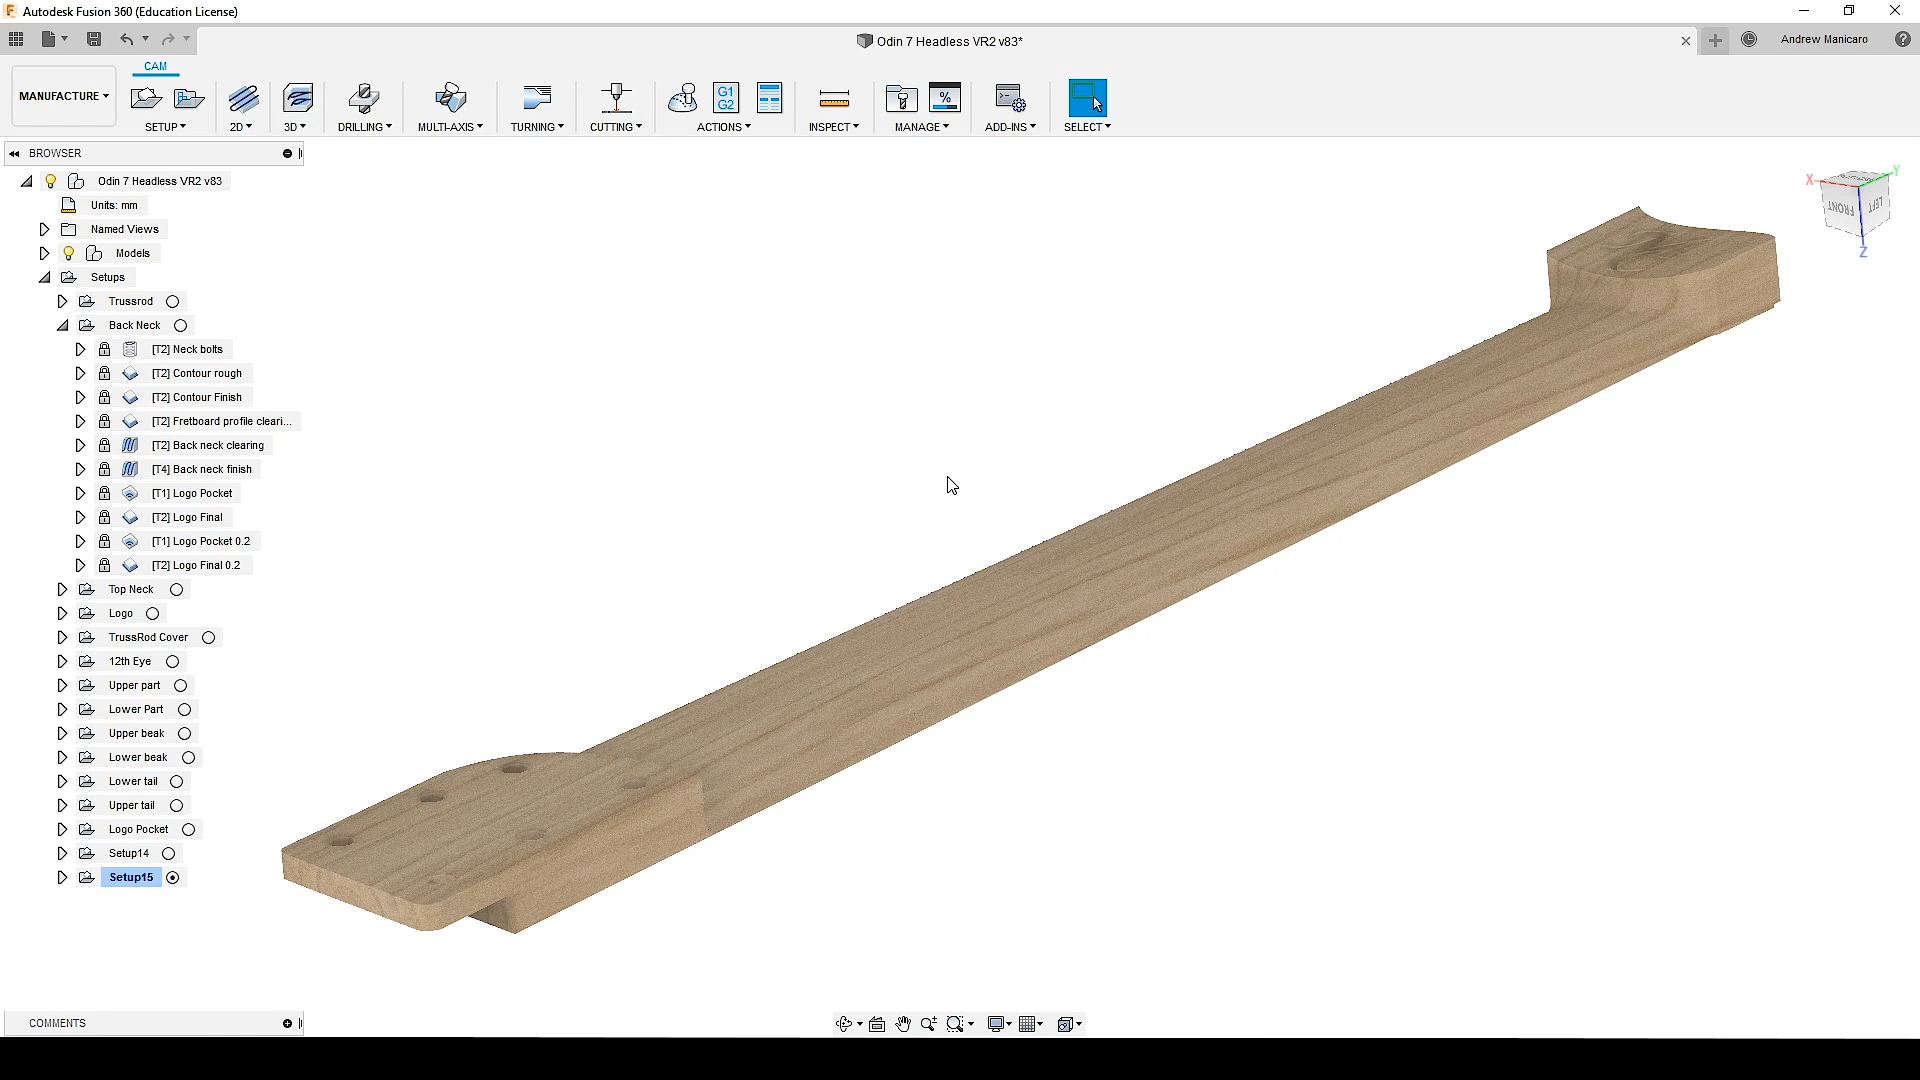 Autodesk Fusion 360 (Education License)
Odin 7 Headless VR2 v83*
Andrew Manicaro
CAM
MANUFACTURE
G1
G2
%
SETUP
2D
3D
DRILLING
MULTI-AXIS
TURNING
CUTTING
ACTIONS
INSPECT
MANAGE
ADD-INS
SELECT
BROWSER
Odin 7 Headless VR2 v83
Units: mm
Named Views
Models
Setups
Trussrod
Back Neck
[T2] Neck bolts
[T2] Contour rough
[T2] Contour Finish
[T2] Fretboard profile cleari...
[T2] Back neck clearing
[T4] Back neck finish
[T1] Logo Pocket
[T2] Logo Final
[T1] Logo Pocket 0.2
[T2] Logo Final 0.2
Top Neck
Logo
TrussRod Cover
12th Eye
Upper part
Lower Part
Upper beak
Lower beak
Lower tail
Upper tail
Logo Pocket
Setup14
Setup15
X
Y
FRONT
LEFT
Z
COMMENTS